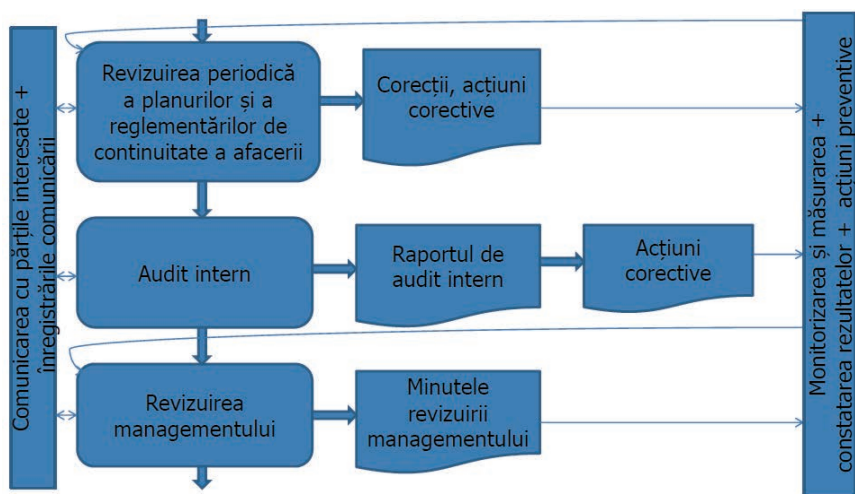 Comunicarea cu părțile interesate +
înregistrările comunicării
Revizuirea periodică
a planurilor și a
reglementărilor de
continuitate a afacerii
Corecții, acțiuni
corective
Audit intern
Raportul de
audit intern
Acțiuni
corective
Revizuirea
managementului
Minutele
revizuirii
managementului
Monitorizarea și măsurarea +
constatarea rezultatelor + acțiuni preventive